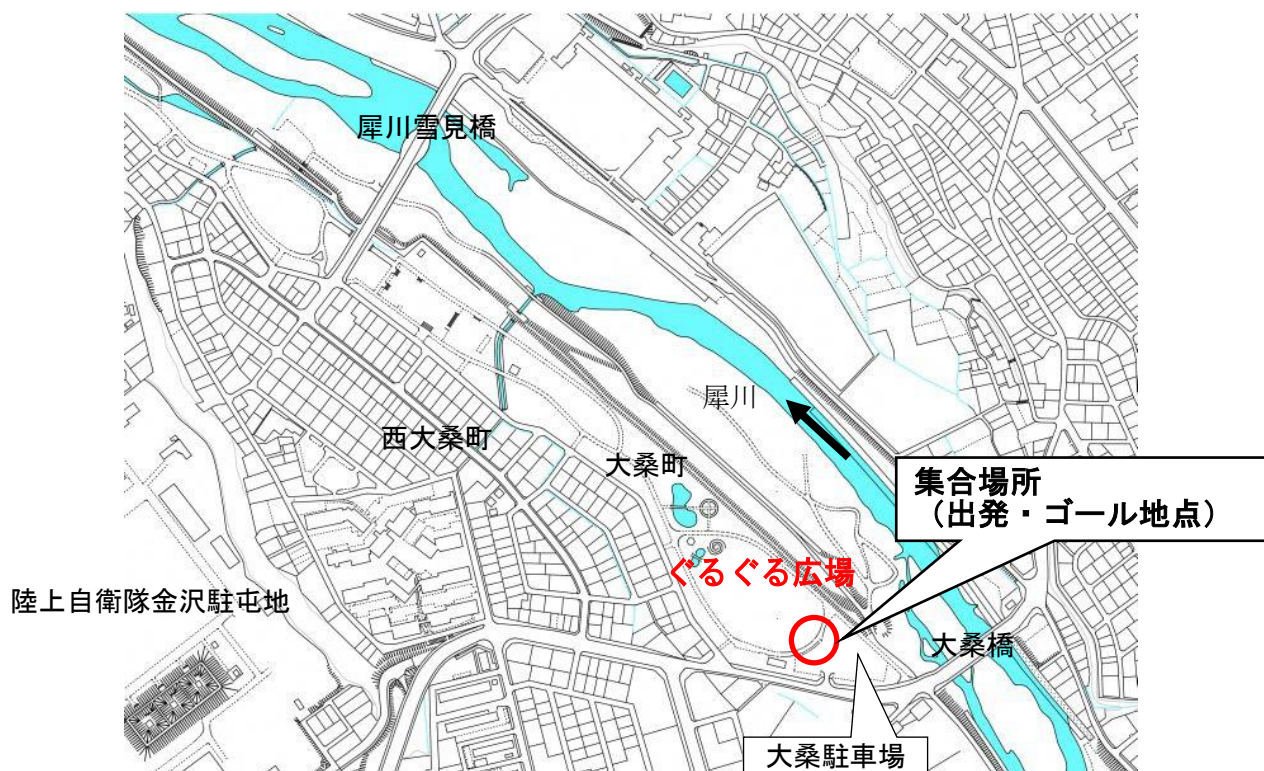 犀川雪見橋
犀川
西大桑町
大桑町
集合場所
（出発・ゴール地点）
ぐるぐる広場
陸上自衛隊金沢駐屯地
大桑橋
大桑駐車場